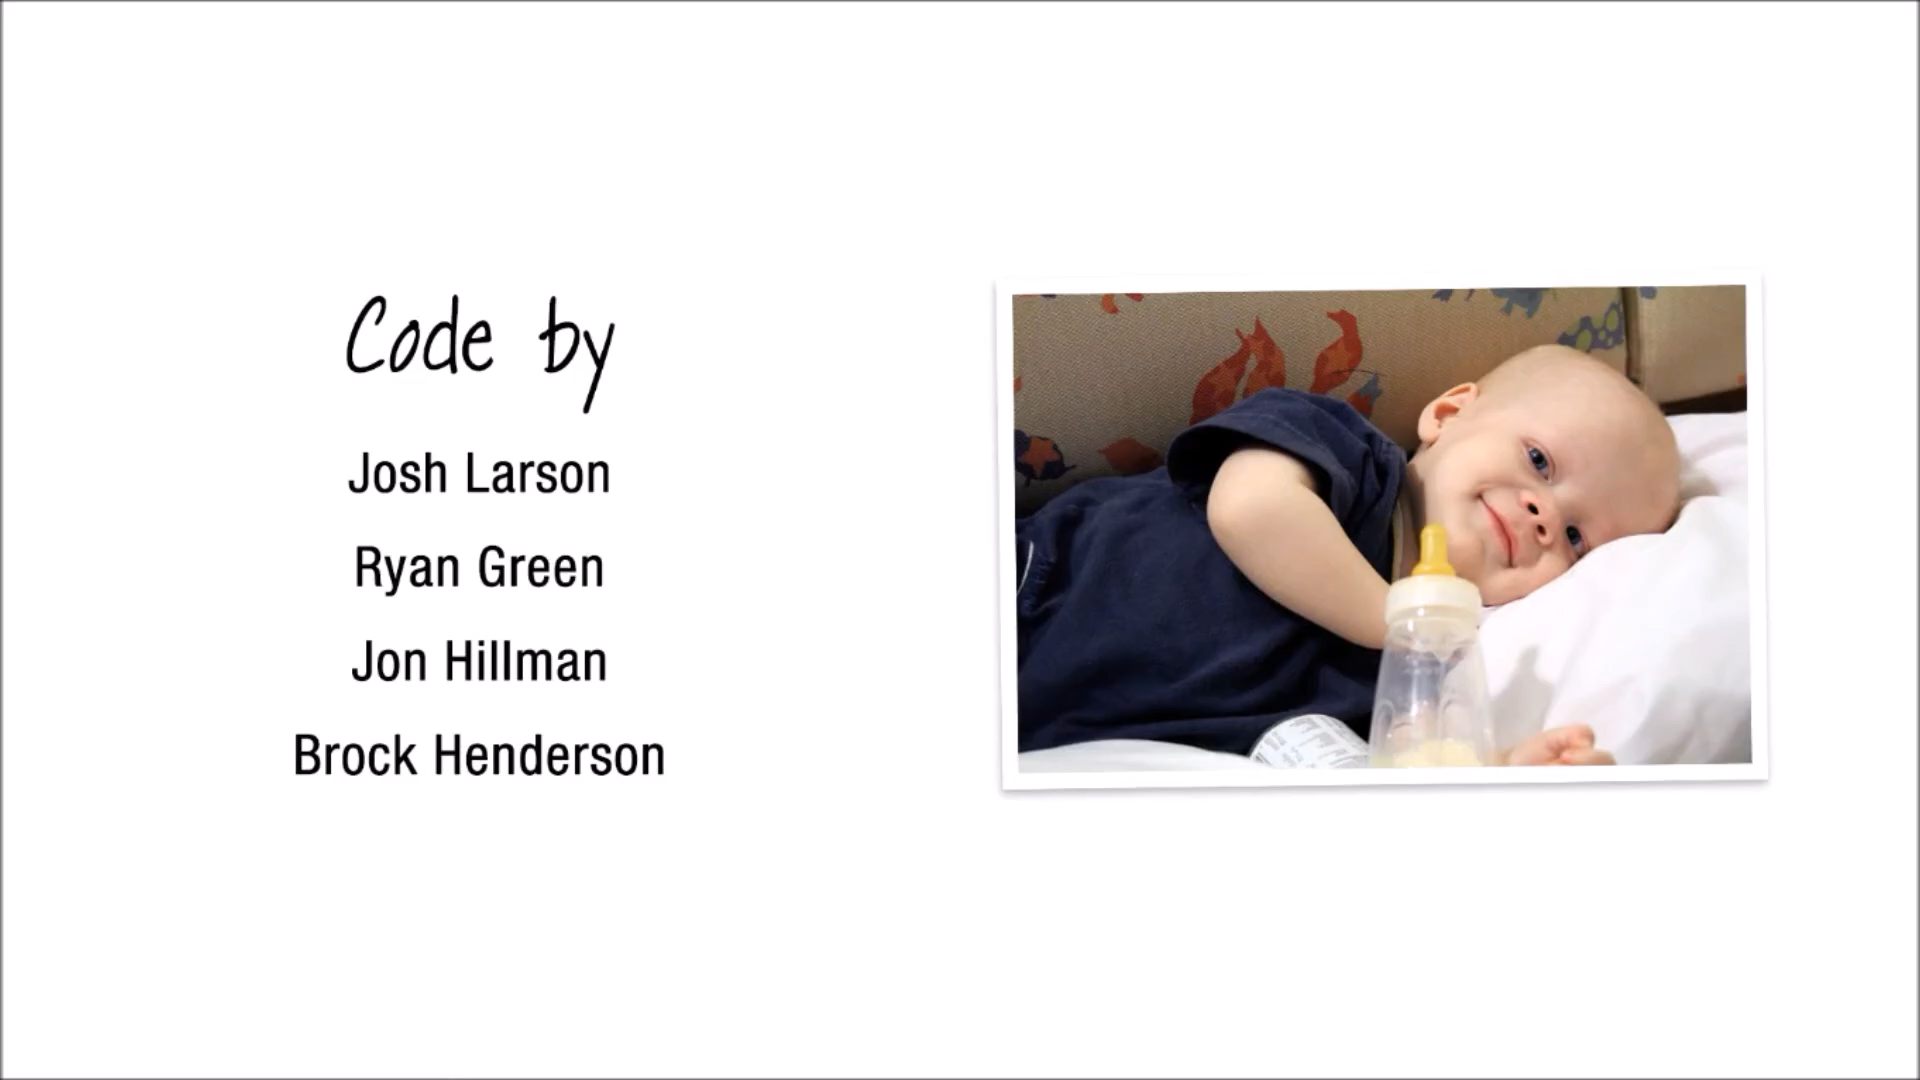 Code by
Josh Larson
Ryan Green
Jon Hillman
Brock Henderson